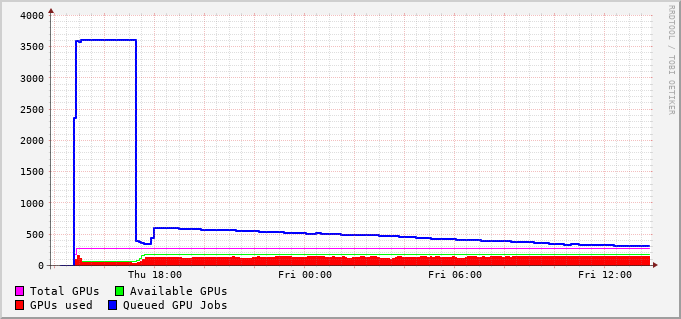 4000
3500
3000
2500
2000
1500
1000
500
0
Thu 18:00 Fri 00:00 Fri 06:00 Fri 12:00
Total GPUs Available GPUs
GPUs used Queued GPU Jobs
RRDTOOL / TOBI OETIKER